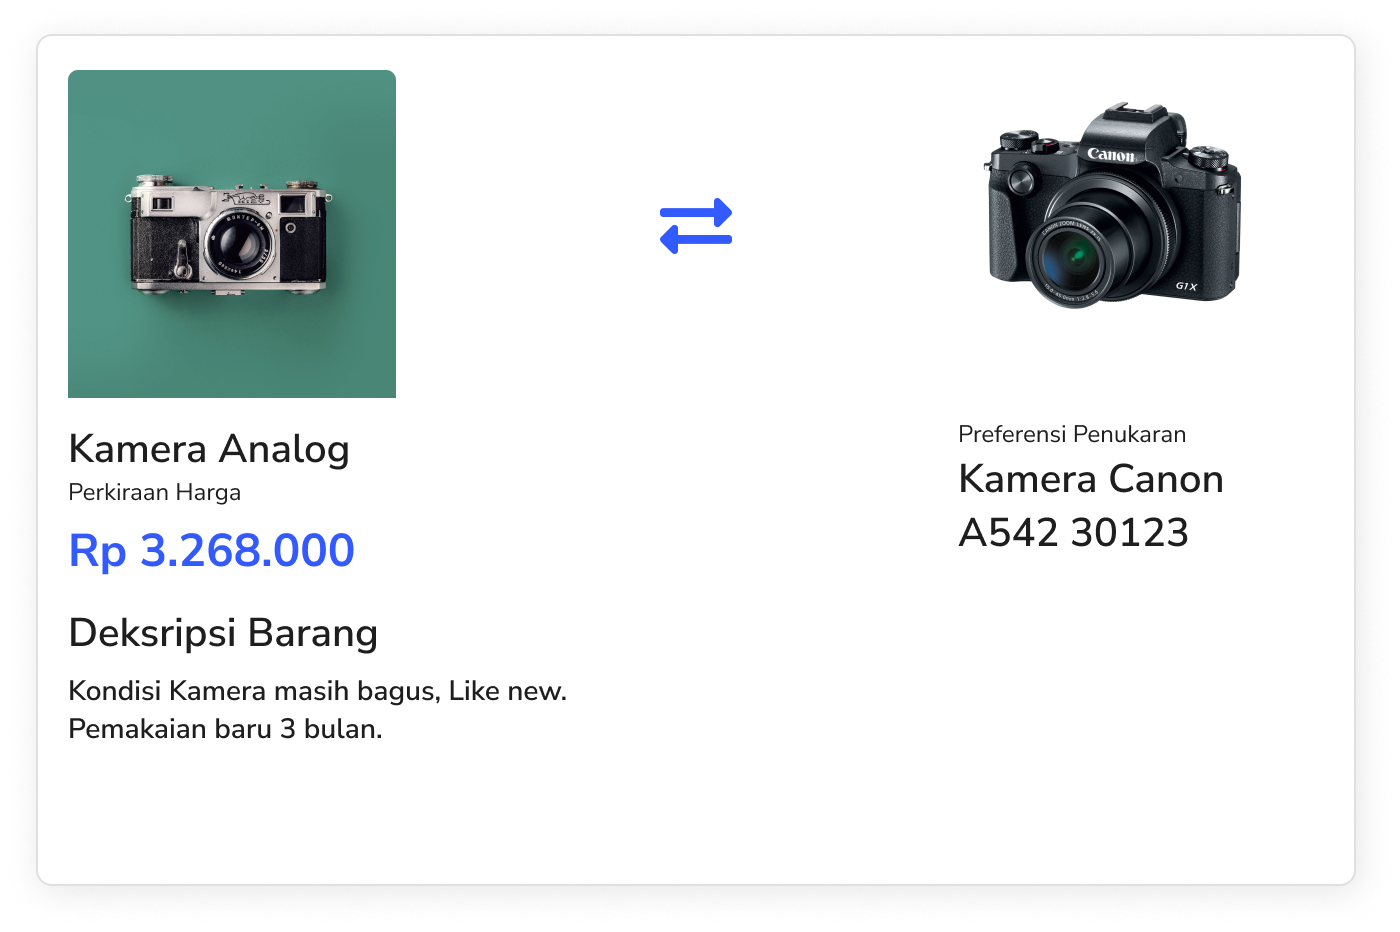 Canon
G1X
Kamera Analog
Perkiraan Harga
Rp 3.268.000
Deksripsi Barang
Kondisi Kamera masih bagus, Like new.
Pemakaian baru 3 bulan.
Preferensi Penukaran
Kamera Canon
A542 30123